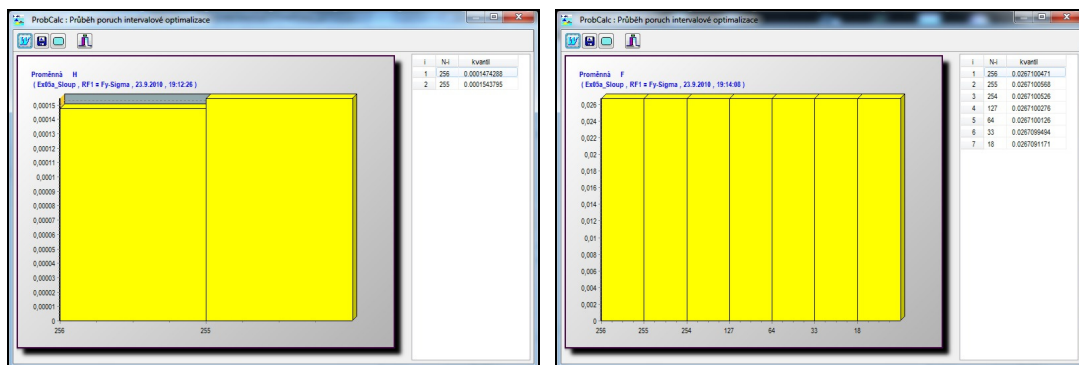 ProbCalc : Průběh poruch intervalové optimalizace
Proměnná H
( Ex05a_Sloup , RF1 = Fy-Sigma , 23.9.2010 , 19:12:26 )
0,00015
0,00014
0,00013
0,00012
0,00011
0,0001
0,00009
0,00008
0,00007
0,00006
0,00005
0,00004
0,00003
0,00002
0,00001
0
256 255
i N-i kvantil
1 256 0.0001474288
2 255 0.0001543795
ProbCalc : Průběh poruch intervalové optimalizace
Proměnná F
( Ex05a_Sloup , RF1 = Fy-Sigma , 23.9.2010 , 19:14:08 )
0,026
0,024
0,022
0,02
0,018
0,016
0,014
0,012
0,01
0,008
0,006
0,004
0,002
0
256 255 254 127 64 33 18
i N-i kvantil
1 256 0.0267100471
2 255 0.0267100568
3 254 0.0267100526
4 127 0.0267100276
5 64 0.0267100126
6 33 0.0267099494
7 18 0.0267091171